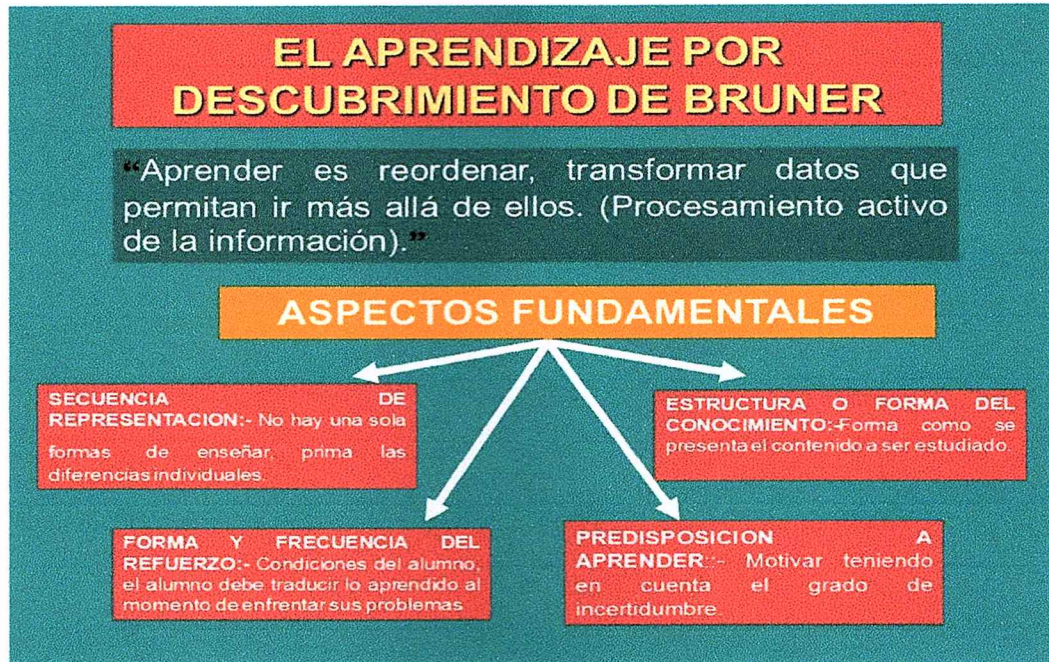 EL APRENDIZAJE POR
DESCUBRIMIENTO DE BRUNER
“Aprender es reordenar, transformar datos que
permitan ir más allá de ellos. (Procesamiento activo
de la información).”
ASPECTOS FUNDAMENTALES
SECUENCIA DE
REPRESENTACION:- No hay una sola
formas de enseñar, prima las
diferencias individuales.
ESTRUCTURA O FORMA DEL
CONOCIMIENTO:-Forma como se
presenta el contenido a ser estudiado.
FORMA Y FRECUENCIA DEL
REFUERZO:- Condiciones del alumno,
el alumno debe traducir lo aprendido al
momento de enfrentar sus problemas
PREDISPOSICION A
APRENDER::- Motivar teniendo
en cuenta el grado de
incertidumbre.